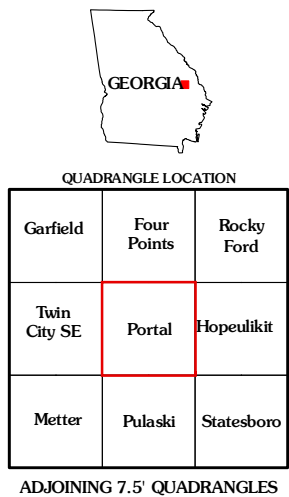 GEORGIA
QUADRANGLE LOCATION
Garfield
Four
Points
Rocky
Ford
Twin
City SE
Portal
Hopeulikit
Metter
Pulaski
Statesboro
ADJOINING 7.5' QUADRANGLES